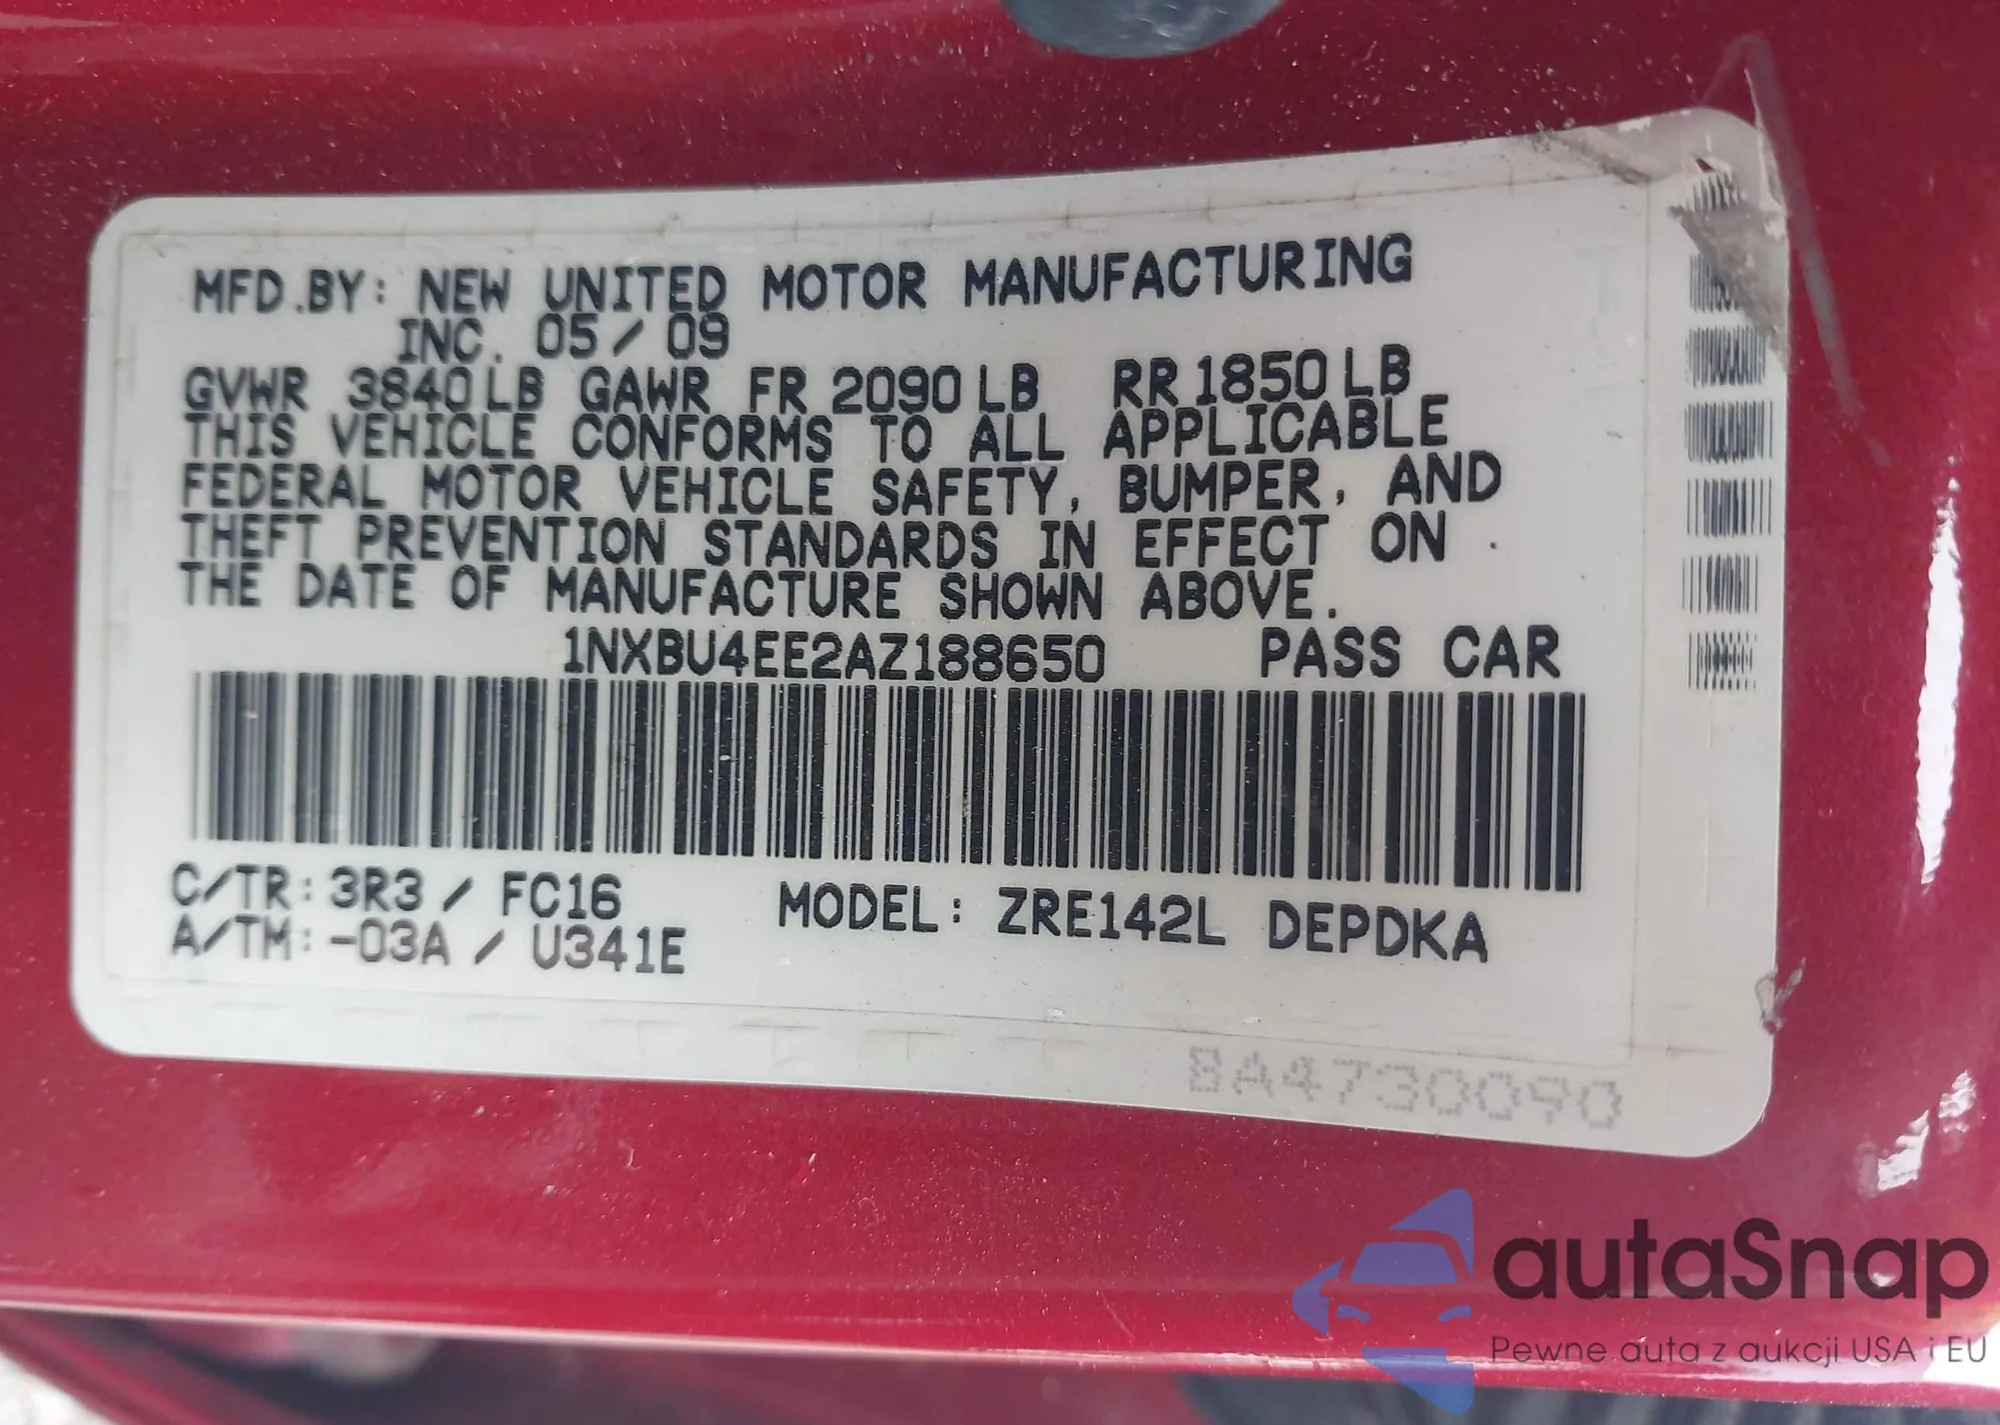 MFD.BY: NEW UNITED MOTOR MANUFACTURING
INC. 05/09
GVWR 3840LB GAWR FR 2090LB RR1850LB
THIS VEHICLE CONFORMS TO ALL APPLICABLE
FEDERAL MOTOR VEHICLE SAFETY, BUMPER, AND
THEFT PREVENTION STANDARDS IN EFFECT ON
THE DATE OF MANUFACTURE SHOWN ABOVE.
1NXBU4EE2AZ188650 PASS CAR
C/TR: 3R3 / FC16 MODEL: ZRE142L DEPDKA
A/TM: -03A / U341E
BA4730090
autaSnap
Pewne auta z aukcji USA i EU